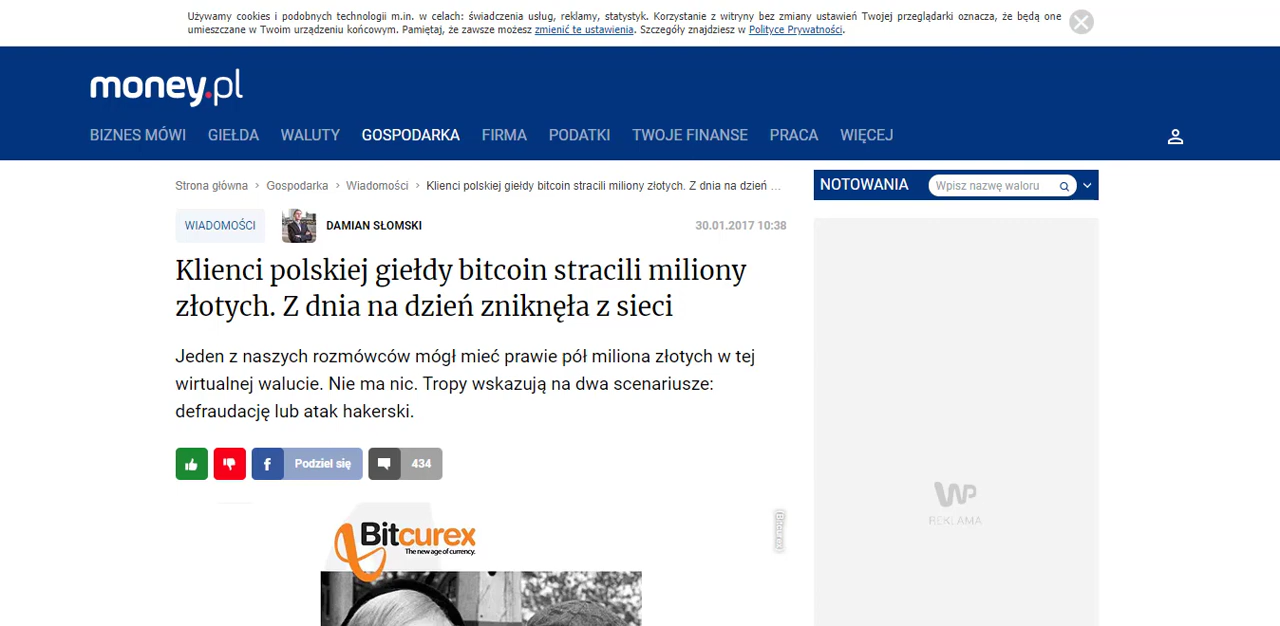 Używamy cookies i podobnych technologii m.in. w celach: świadczenia usług, reklamy, statystyk. Korzystanie z witryny bez zmiany ustawień Twojej przeglądarki oznacza, że będą one
umieszczane w Twoim urządzeniu końcowym. Pamiętaj, że zawsze możesz zmienić te ustawienia. Szczegóły znajdziesz w Polityce Prywatności.
money.pl
BIZNES MÓWI GIEŁDA WALUTY GOSPODARKA FIRMA PODATKI TWOJE FINANSE PRACA WIĘCEJ
Strona główna › Gospodarka › Wiadomości › Klienci polskiej giełdy bitcoin stracili miliony złotych. Z dnia na dzień ...
NOTOWANIA Wpisz nazwę waloru
WIADOMOŚCI DAMIAN SŁOMSKI 30.01.2017 10:38
Klienci polskiej giełdy bitcoin stracili miliony
złotych. Z dnia na dzień zniknęła z sieci
Jeden z naszych rozmówców mógł mieć prawie pół miliona złotych w tej
wirtualnej walucie. Nie ma nic. Tropy wskazują na dwa scenariusze:
defraudację lub atak hakerski.
f Podziel się 434
WP
REKLAMA
Bitcurex
The new age of currency.